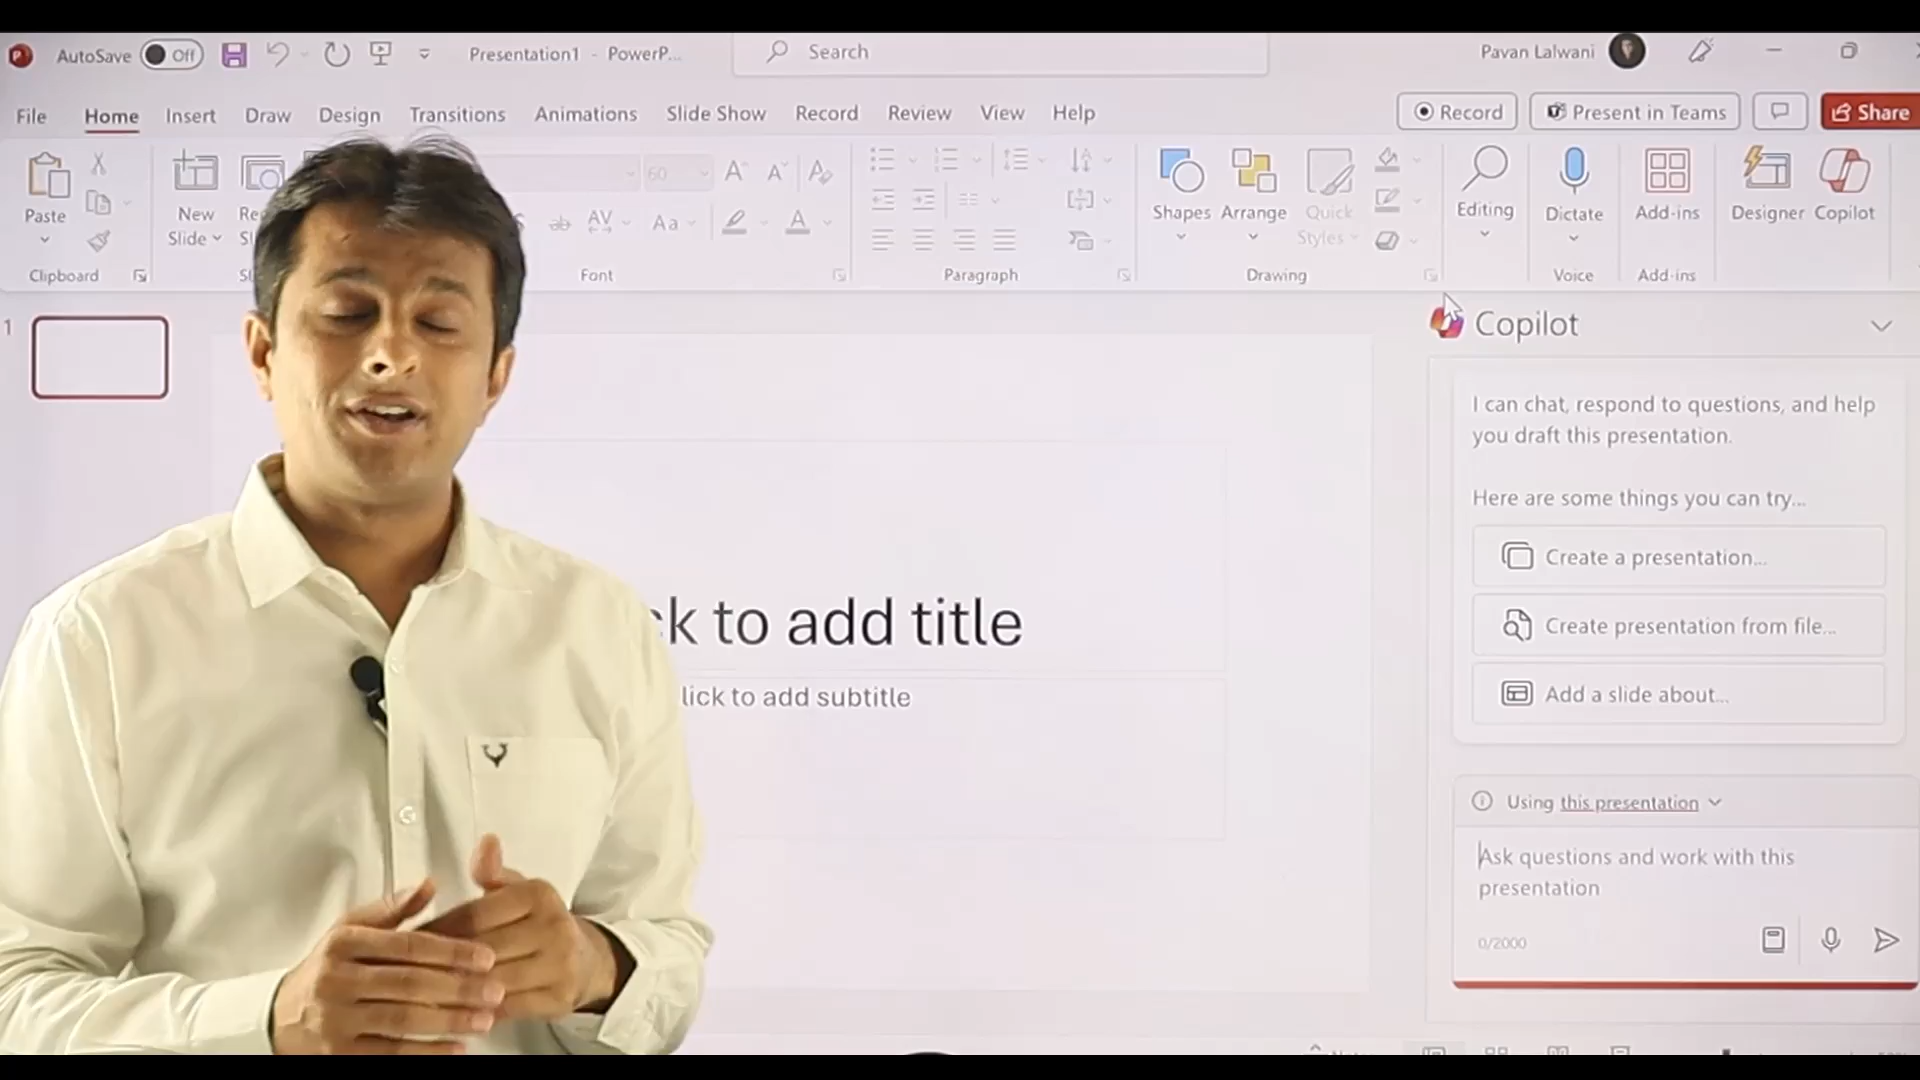 AutoSave Off Presentation1 - PowerP... Search Pavan Lalwani
File Home Insert Draw Design Transitions Animations Slide Show Record Review View Help Record Present in Teams Share
Paste
New
Slide
60
Aa
Shapes Arrange Quick
Styles
Editing Dictate Add-ins Designer Copilot
Clipboard Font Paragraph Drawing Voice Add-ins
1
Copilot
I can chat, respond to questions, and help
you draft this presentation.
Here are some things you can try...
Create a presentation...
Create presentation from file...
Add a slide about...
k to add title
lick to add subtitle
Using this presentation
Ask questions and work with this
presentation
0/2000